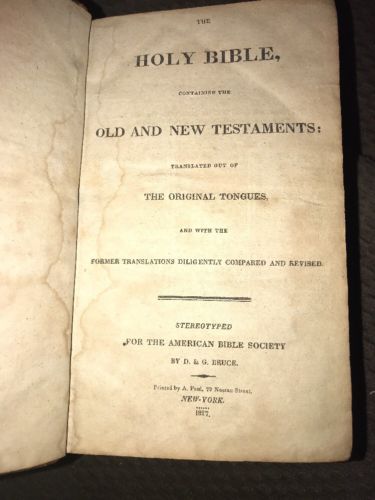 THE
HOLY BIBLE,
CONTAINING THE
OLD AND NEW TESTAMENTS:
TRANSLATED OUT OF
THE ORIGINAL TONGUES,
AND WITH THE
FORMER TRANSLATIONS DILIGENTLY COMPARED AND REVISED.
STEREOTYPED
FOR THE AMERICAN BIBLE SOCIETY
BY D. & G. BRUCE.
Printed by A. Paul, 72 Nassau Street,
NEW-YORK.
1817.